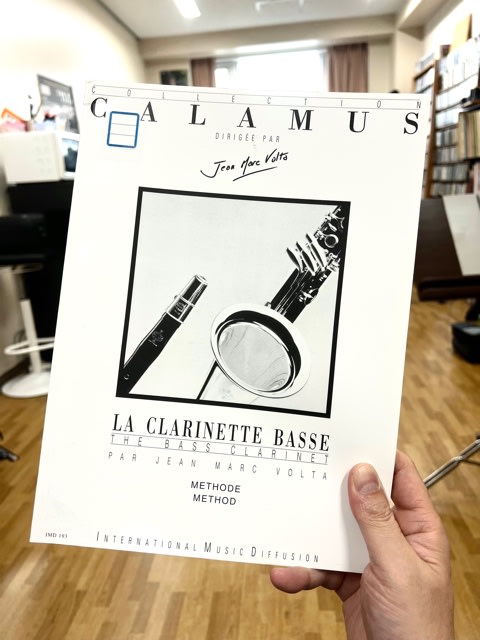 COLLECTION
CALAMUS
DIRIGÉE PAR
Jean Marc Volta
LA CLARINETTE BASSE
THE BASS CLARINET
PAR JEAN MARC VOLTA
METHODE
METHOD
IMD 193
INTERNATIONAL MUSIC DIFFUSION